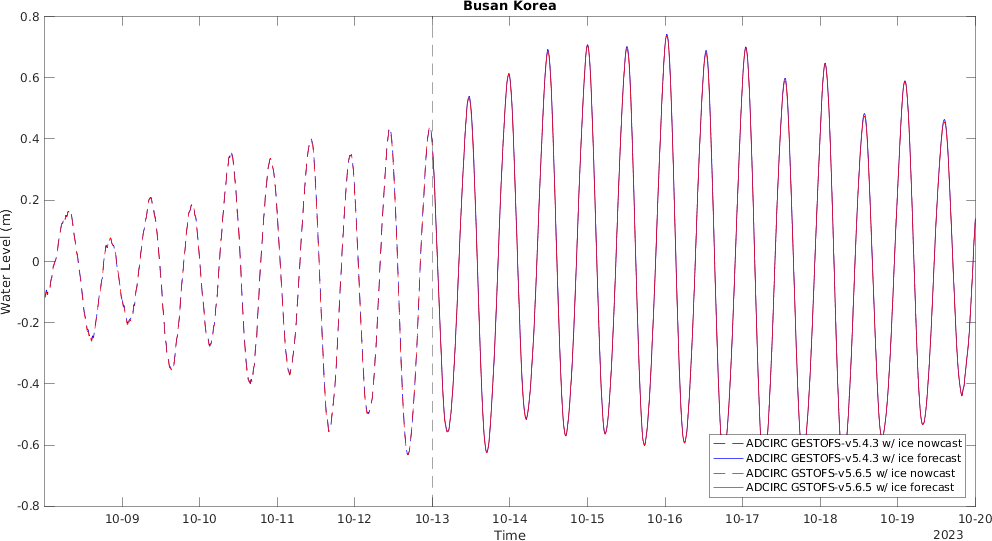 Busan Korea
0.8
0.6
0.4
0.2
0
-0.2
-0.4
-0.6
-0.8
Water Level (m)
ADCIRC GESTOFS-v5.4.3 w/ ice nowcast
ADCIRC GESTOFS-v5.4.3 w/ ice forecast
ADCIRC GSTOFS-v5.6.5 w/ ice nowcast
ADCIRC GSTOFS-v5.6.5 w/ ice forecast
10-09 10-10 10-11 10-12 10-13 10-14 10-15 10-16 10-17 10-18 10-19 10-20
Time
2023